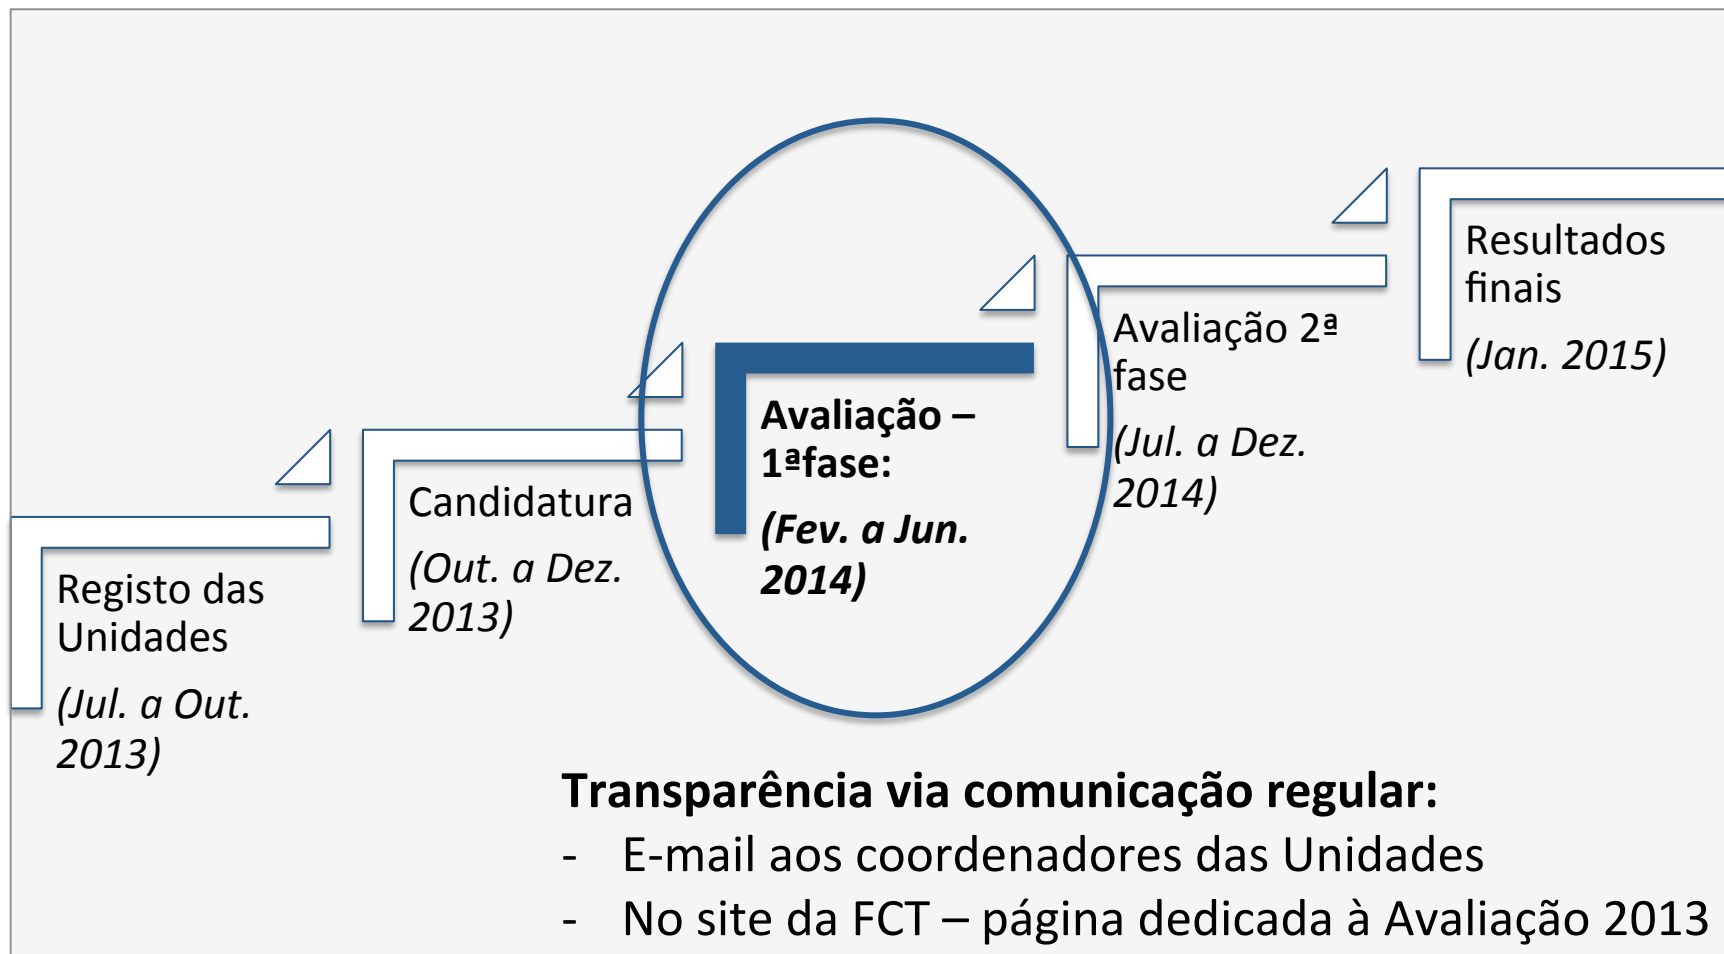 Registo das
Unidades
(Jul. a Out.
2013)
Candidatura
(Out. a Dez.
2013)
Avaliação –
1ªfase:
(Fev. a Jun.
2014)
Avaliação 2ª
fase
(Jul. a Dez.
2014)
Resultados
finais
(Jan. 2015)
Transparência via comunicação regular:
- E-mail aos coordenadores das Unidades
- No site da FCT – página dedicada à Avaliação 2013